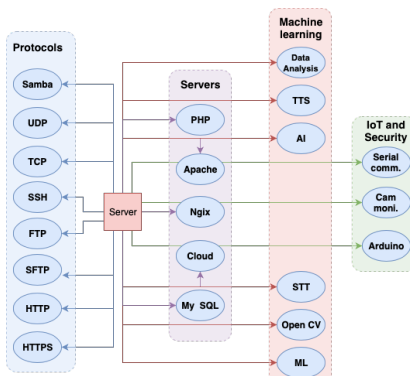 Protocols
Samba
UDP
TCP
SSH
FTP
SFTP
HTTP
HTTPS
Server
Servers
PHP
Apache
Ngix
Cloud
My SQL
Machine
learning
Data
Analysis
TTS
AI
STT
Open CV
ML
IoT and
Security
Serial
comm.
Cam
moni.
Arduino